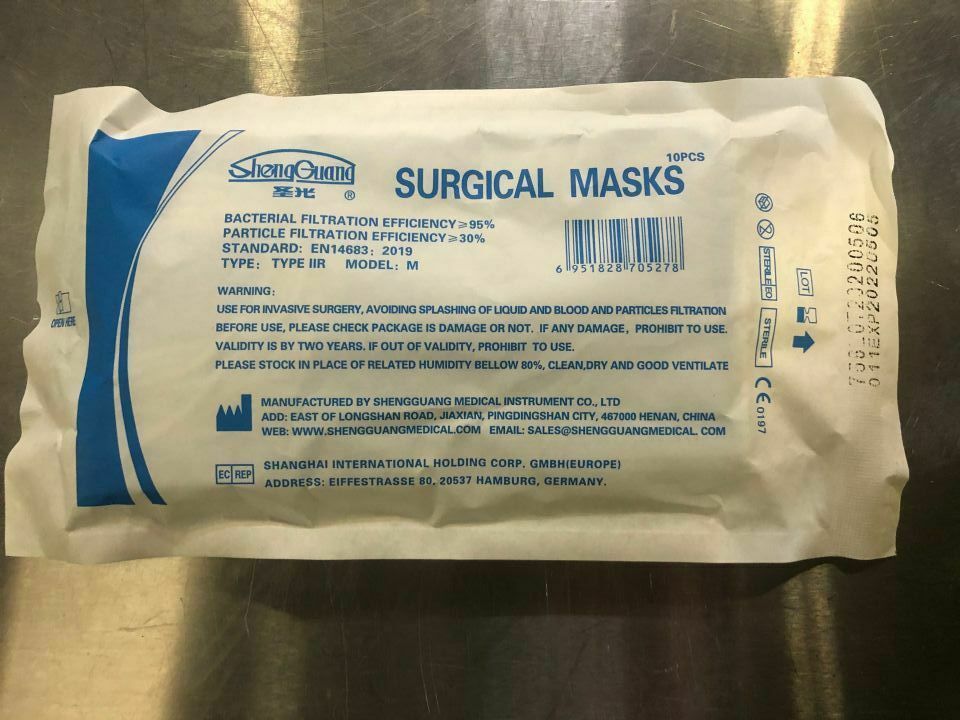 OPEN HERE
ShengGuang
圣光 ®
10PCS
SURGICAL MASKS
BACTERIAL FILTRATION EFFICIENCY≥95%
PARTICLE FILTRATION EFFICIENCY≥30%
STANDARD: EN14683: 2019
TYPE: TYPE IIR MODEL: M
6 951828 705278
WARNING:
USE FOR INVASIVE SURGERY, AVOIDING SPLASHING OF LIQUID AND BLOOD AND PARTICLES FILTRATION
BEFORE USE, PLEASE CHECK PACKAGE IS DAMAGE OR NOT. IF ANY DAMAGE, PROHIBIT TO USE.
VALIDITY IS BY TWO YEARS. IF OUT OF VALIDITY, PROHIBIT TO USE.
PLEASE STOCK IN PLACE OF RELATED HUMIDITY BELLOW 80%, CLEAN,DRY AND GOOD VENTILATE
MANUFACTURED BY SHENGGUANG MEDICAL INSTRUMENT CO., LTD
ADD: EAST OF LONGSHAN ROAD, JIAXIAN, PINGDINGSHAN CITY, 467000 HENAN, CHINA
WEB: WWW.SHENGGUANGMEDICAL.COM EMAIL: SALES@SHENGGUANGMEDICAL. COM
EC REP
SHANGHAI INTERNATIONAL HOLDING CORP. GMBH(EUROPE)
ADDRESS: EIFFESTRASSE 80, 20537 HAMBURG, GERMANY.
2
STERILE EO
STERILE
CE 0197
LOT
011EXP20220505